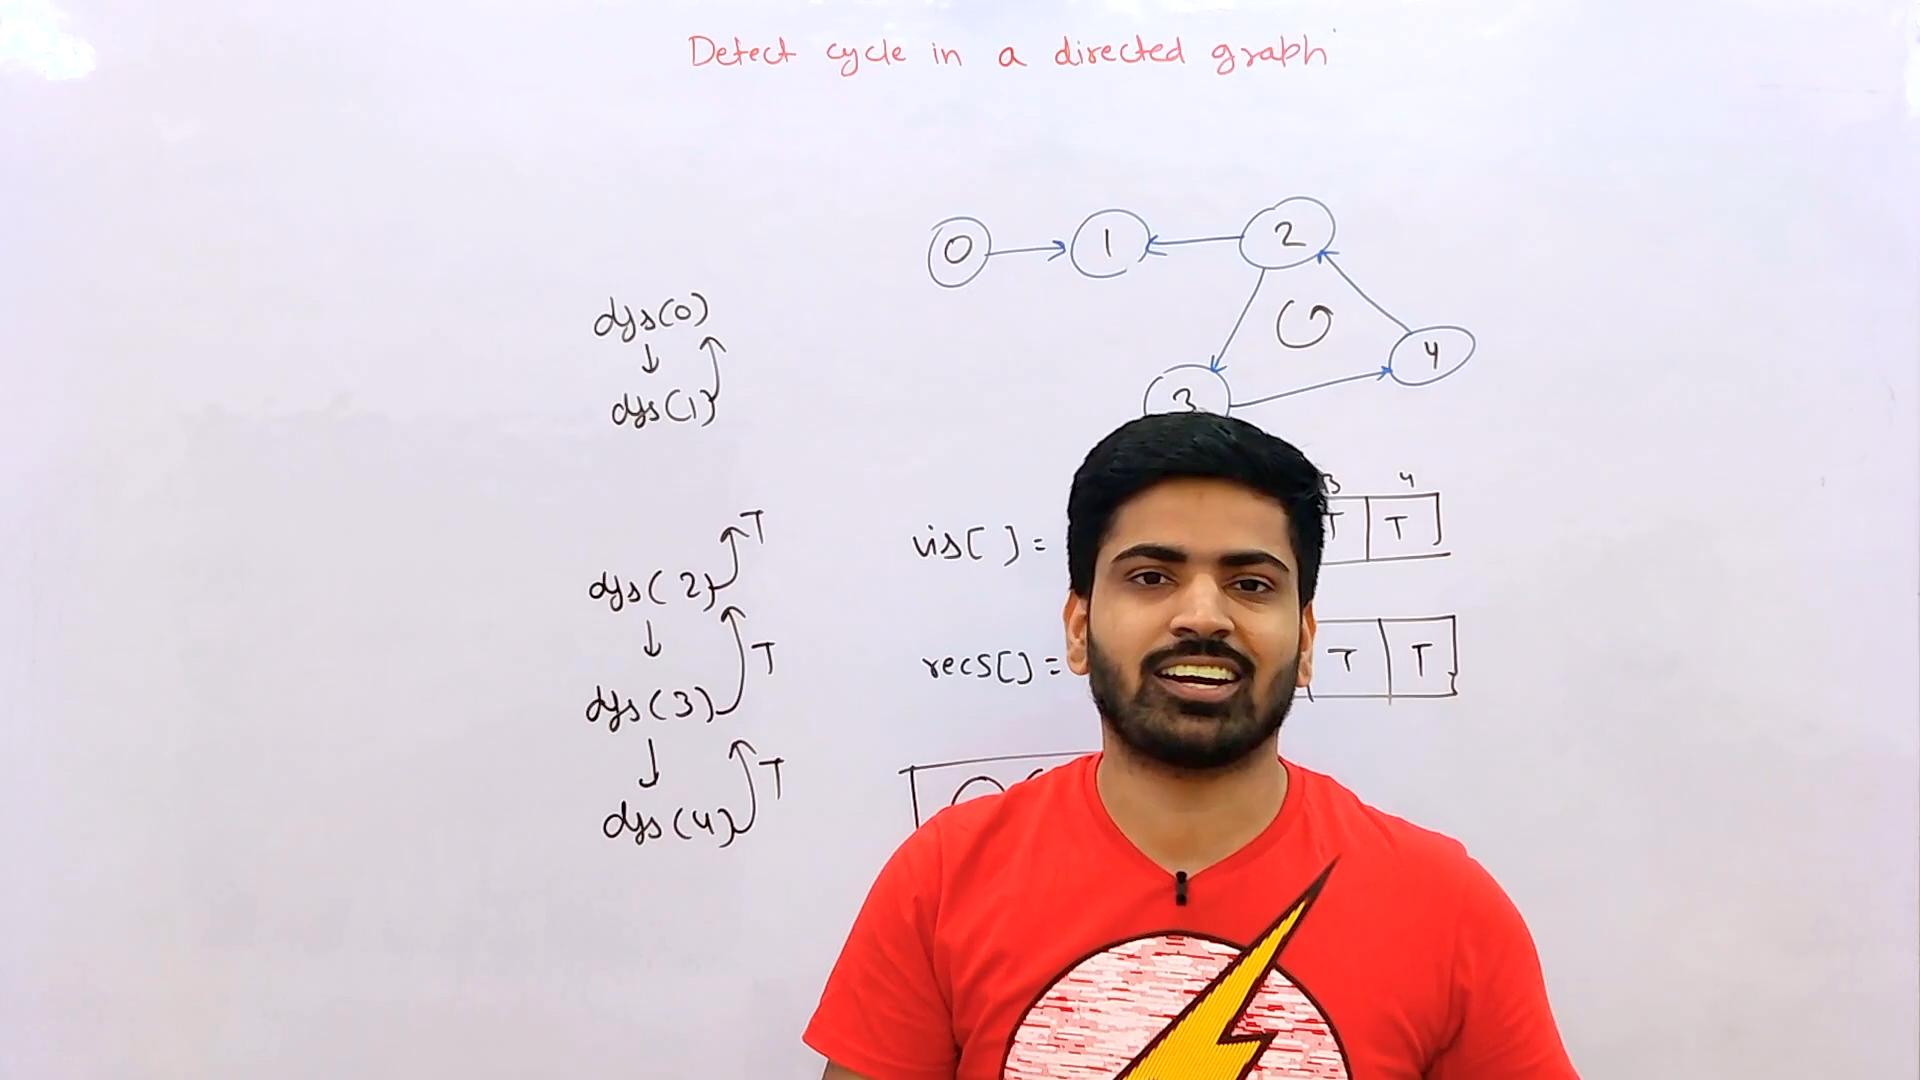 Detect cycle in a directed graph
0 1 2
3 4
dfs(0)
↓
dfs(1)
3 4
T
vis[ ] = T T
dfs(2)
↓
T
recs[] = T T
dfs(3)
↓
T
dfs(4)